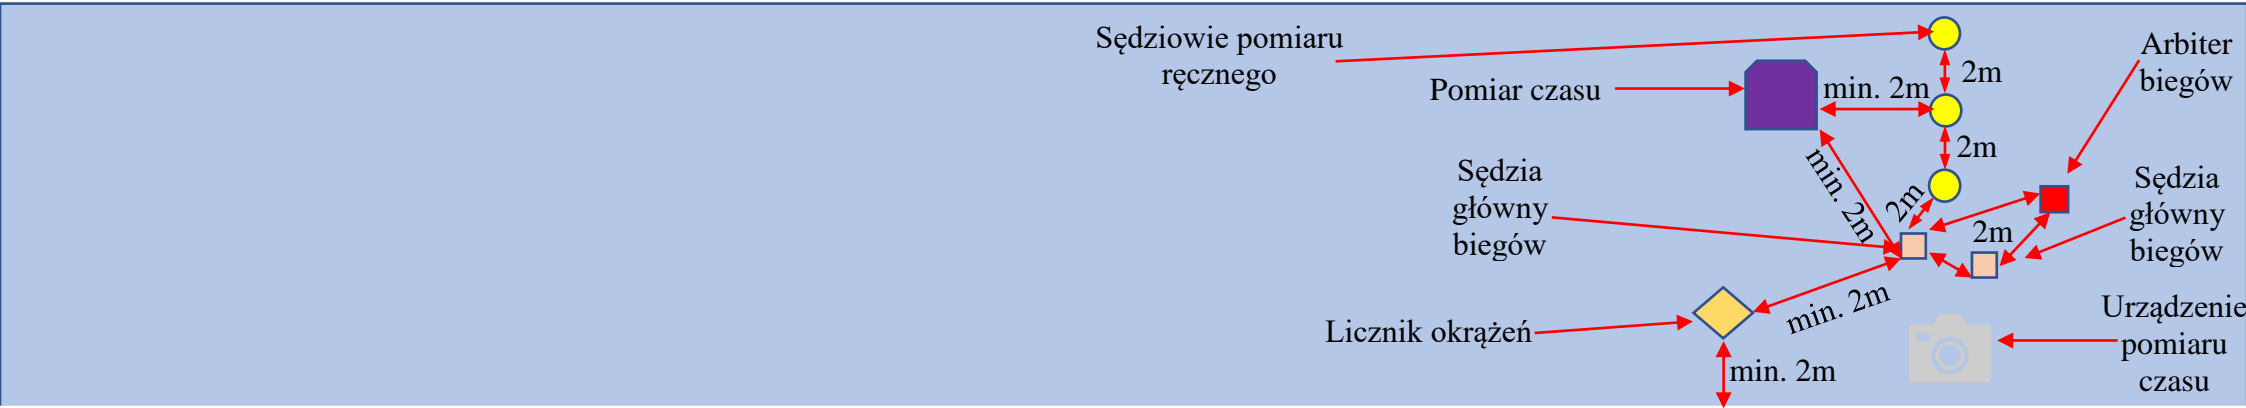 Sędziowie pomiaru
ręcznego
Arbiter
biegów
2m
Pomiar czasu
min. 2m
2m
min. 2m
Sędzia
główny
biegów
2m
Sędzia
główny
biegów
2m
min. 2m
Licznik okrążeń
min. 2m
Urządzenie
pomiaru
czasu